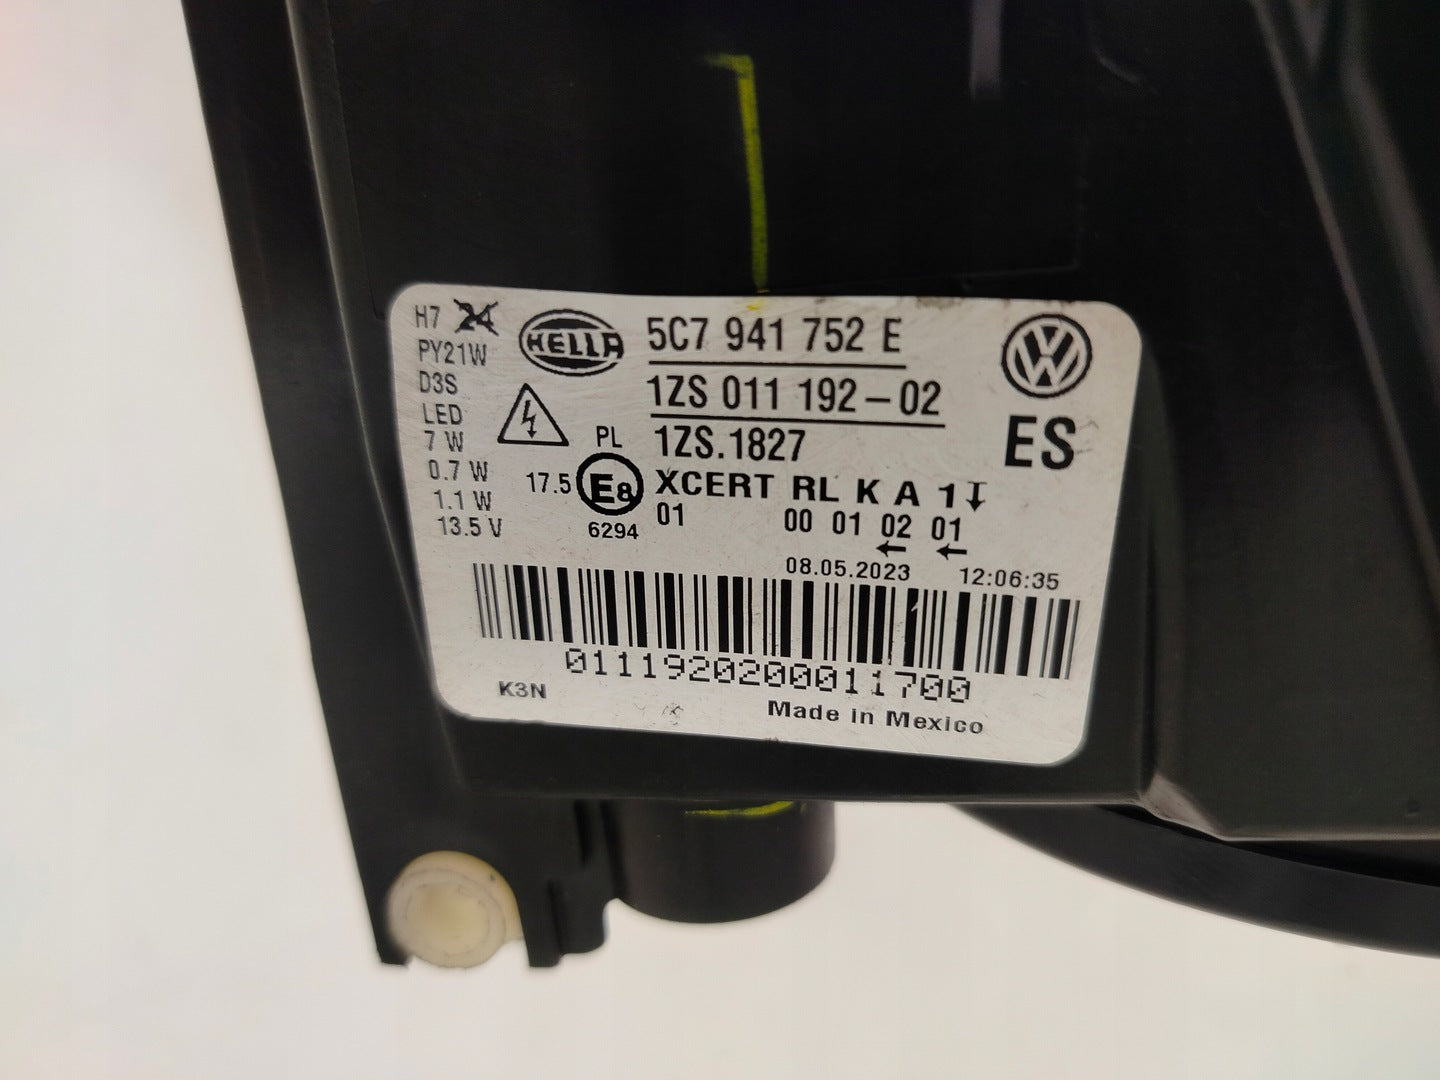 H7 24
PY21W
D3S
LED
7 W
0.7 W
1.1 W
13.5 V
HELLA
5C7 941 752 E
1ZS 011 192-02
1ZS.1827
ES
PL
17.5 E8 XCERT RL K A 1
6294
01 00 01 02 01
08.05.2023 12:06:35
0111920200011700
K3N
Made in Mexico